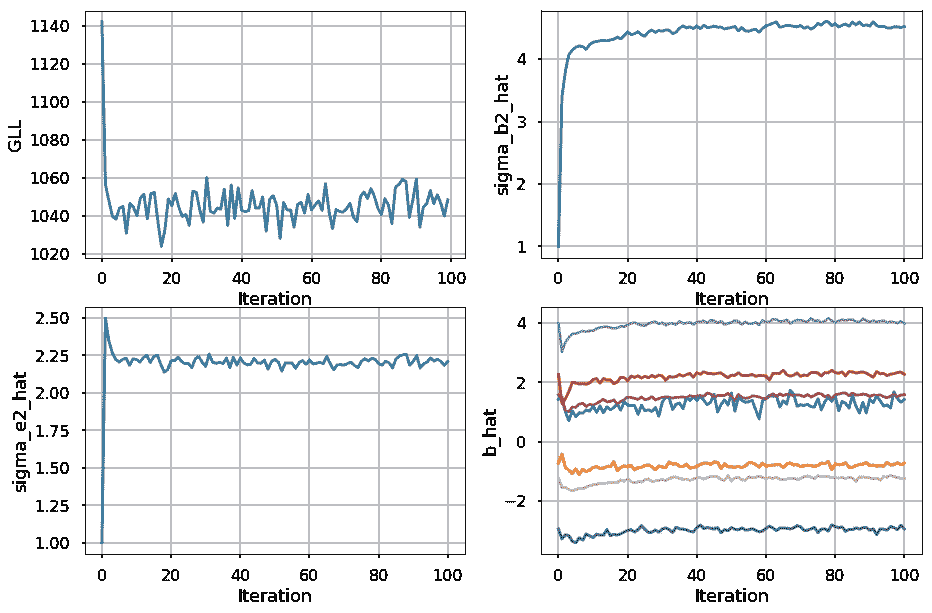 GLL
1140
1120
1100
1080
1060
1040
1020
0 20 40 60 80 100
Iteration
sigma_b2_hat
4
3
2
1
0 20 40 60 80 100
Iteration
sigma_e2_hat
2.50
2.25
2.00
1.75
1.50
1.25
1.00
0 20 40 60 80 100
Iteration
b_hat
4
2
0
−2
0 20 40 60 80 100
Iteration